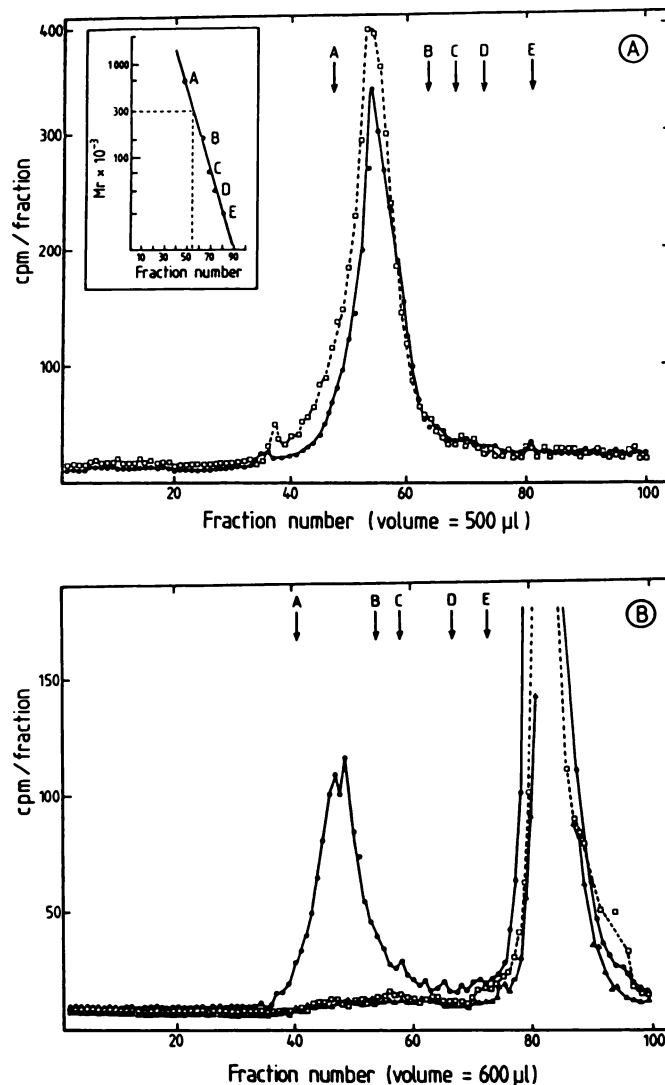 400
300
200
100
cpm/fraction
A B C D E
A
1000
300
100
Mr × 10⁻³
A
B
C
D
E
10 30 50 70 90
Fraction number
20 40 60 80 100
Fraction number (volume = 500 µl)
150
100
50
cpm/fraction
A B C D E
B
20 40 60 80 100
Fraction number (volume = 600 µl)